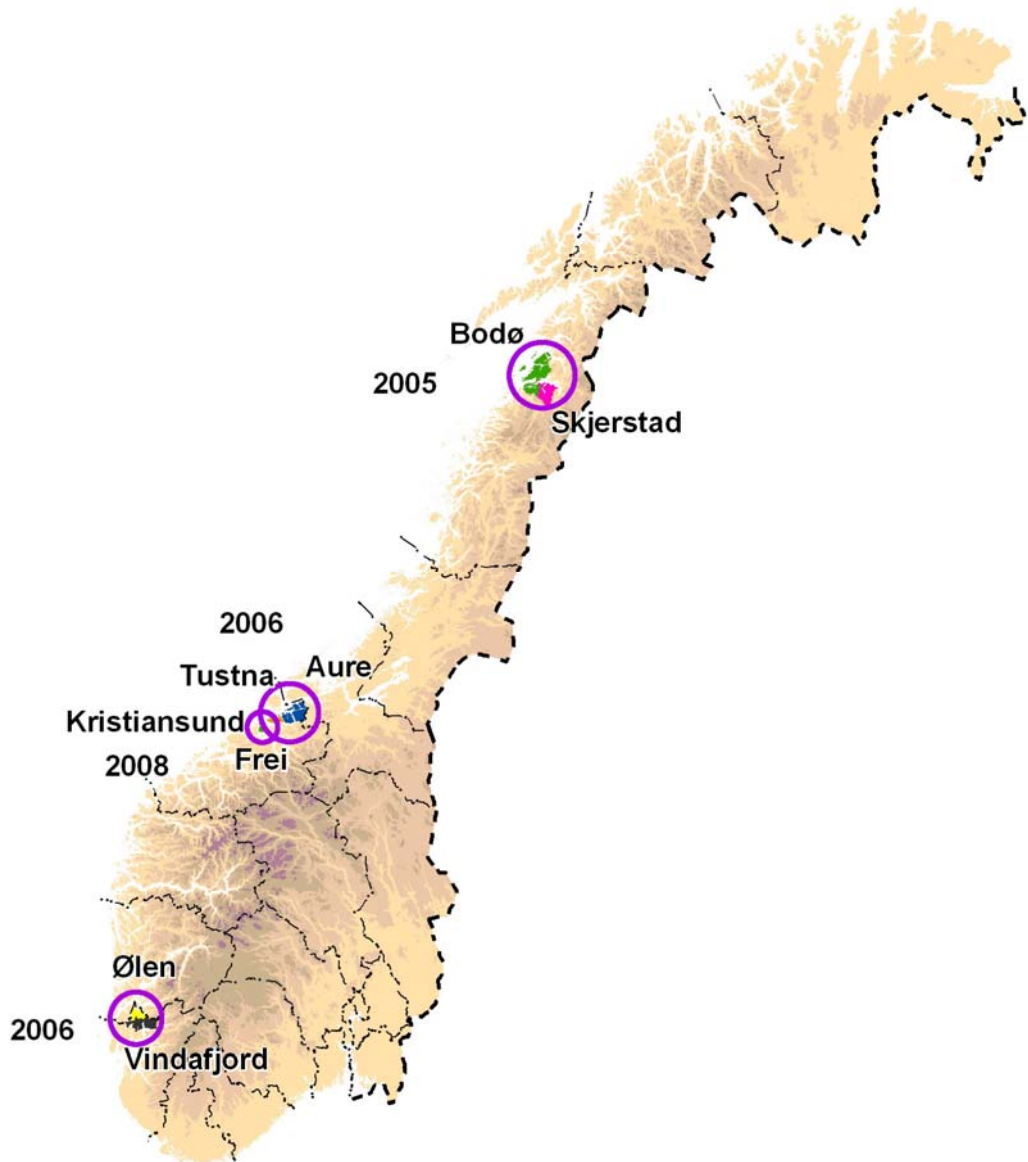 Bodø
2005
Skjerstad
2006
Aure
Tustna
Kristiansund
Frei
2008
Ølen
2006
Vindafjord